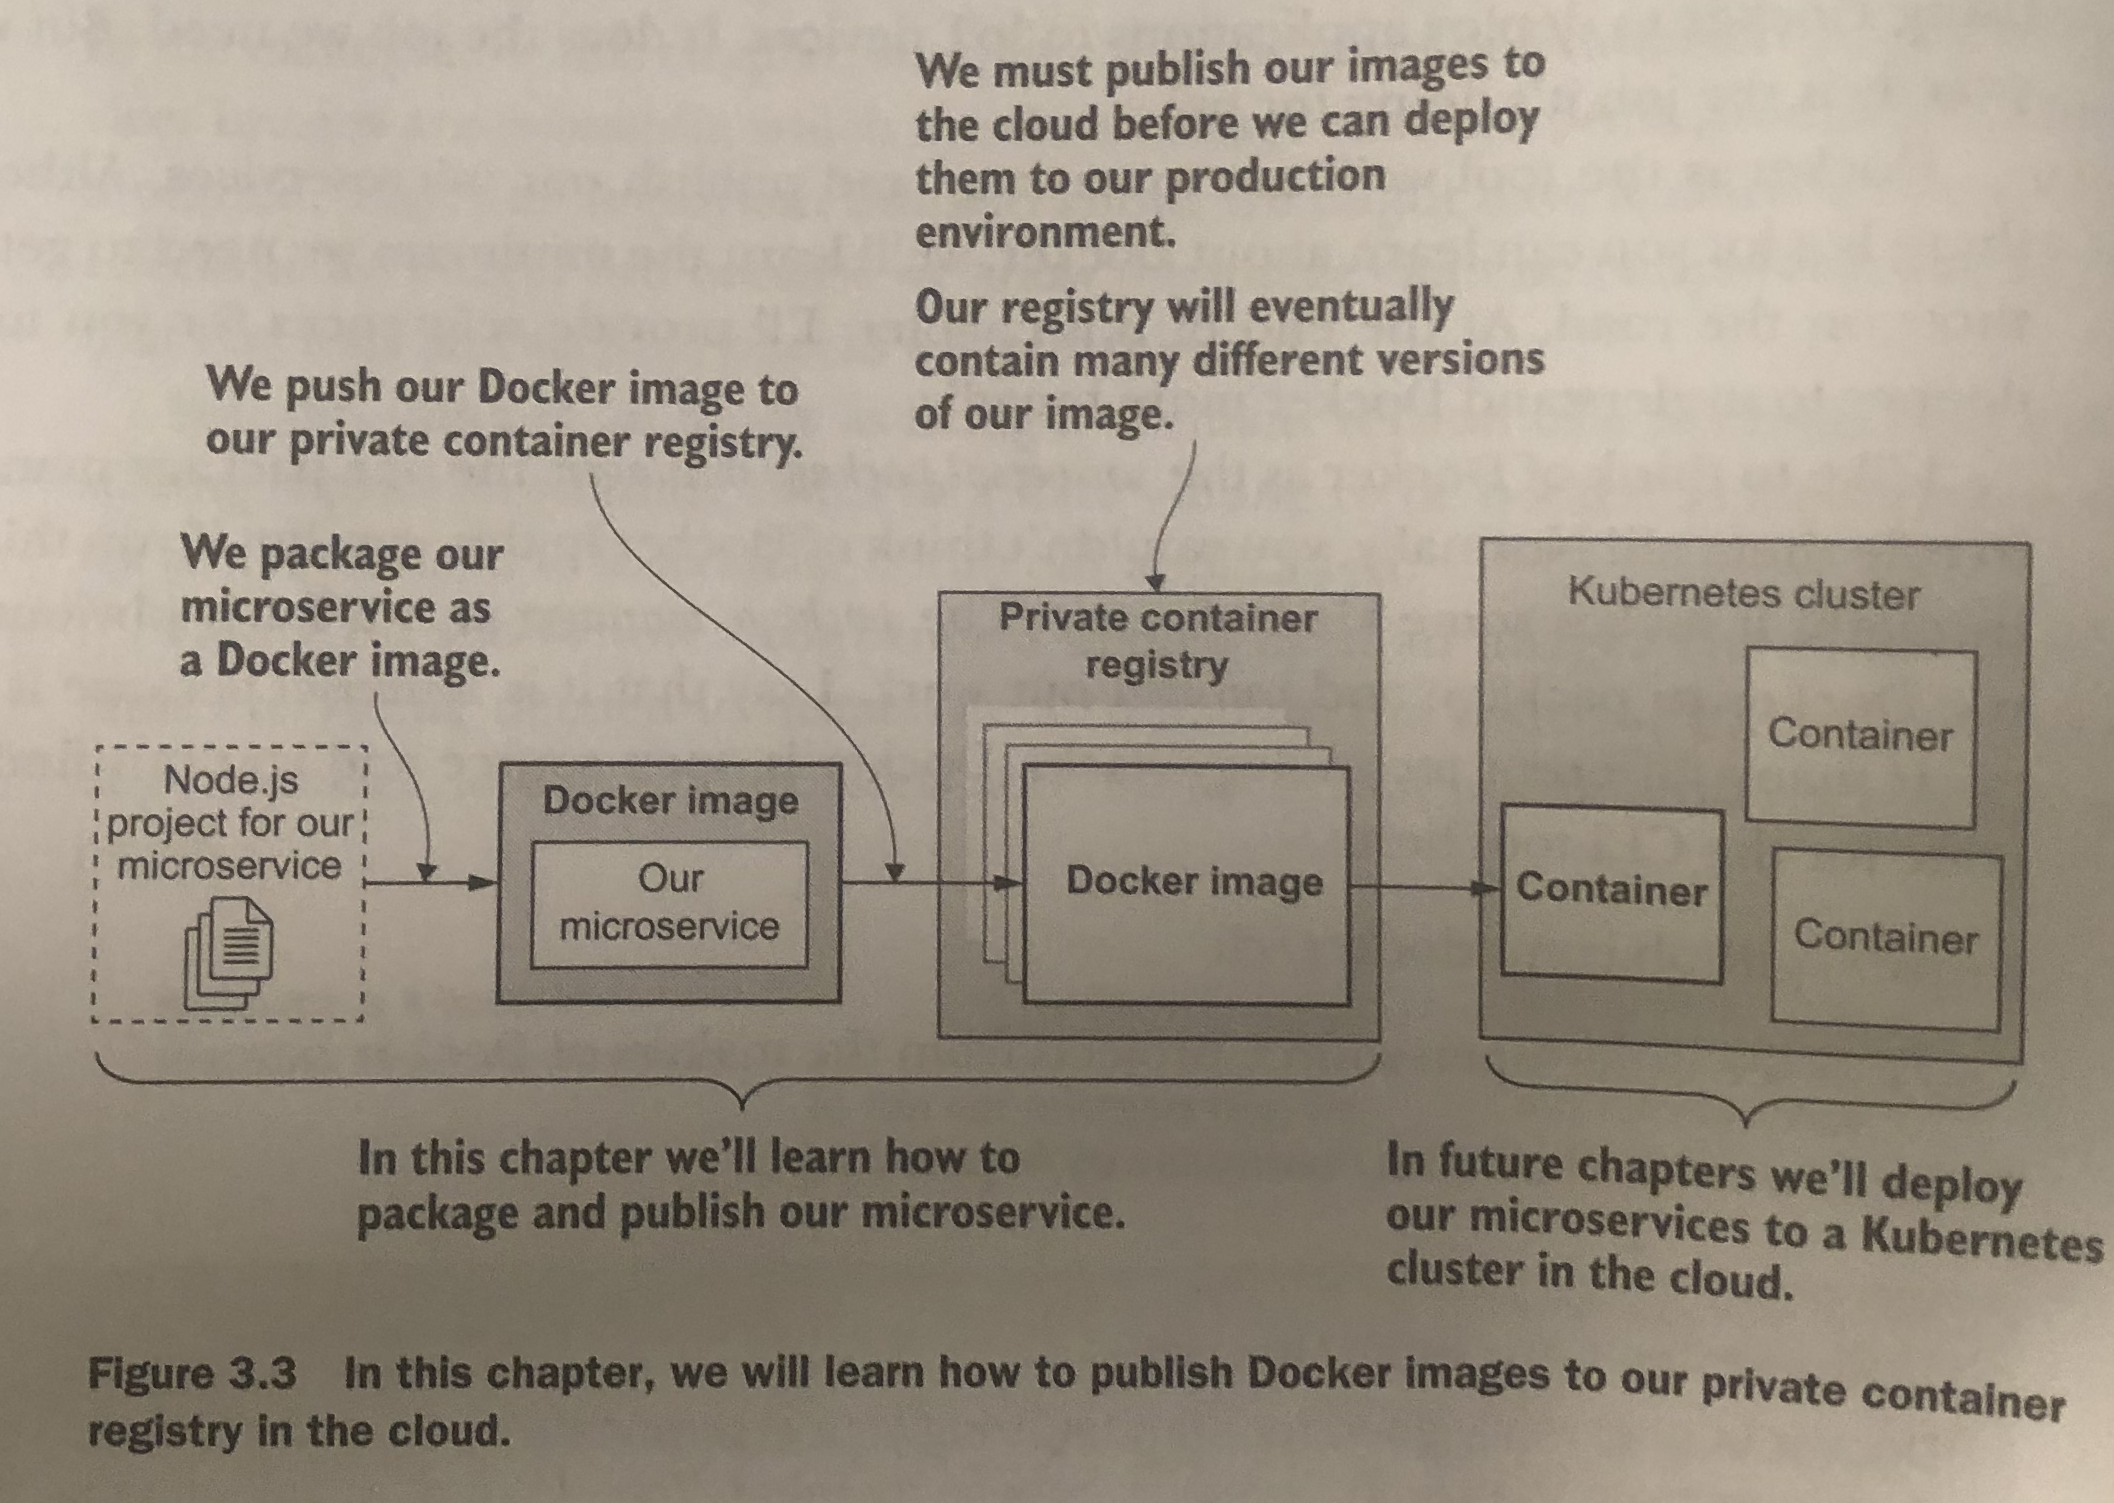 We must publish our images to
the cloud before we can deploy
them to our production
environment.
Our registry will eventually
contain many different versions
of our image.
We push our Docker image to
our private container registry.
We package our
microservice as
a Docker image.
Node.js
project for our
microservice
Docker image
Our
microservice
Private container
registry
Docker image
Kubernetes cluster
Container
Container
Container
In this chapter we'll learn how to
package and publish our microservice.
In future chapters we'll deploy
our microservices to a Kubernetes
cluster in the cloud.
Figure 3.3 In this chapter, we will learn how to publish Docker images to our private container
registry in the cloud.